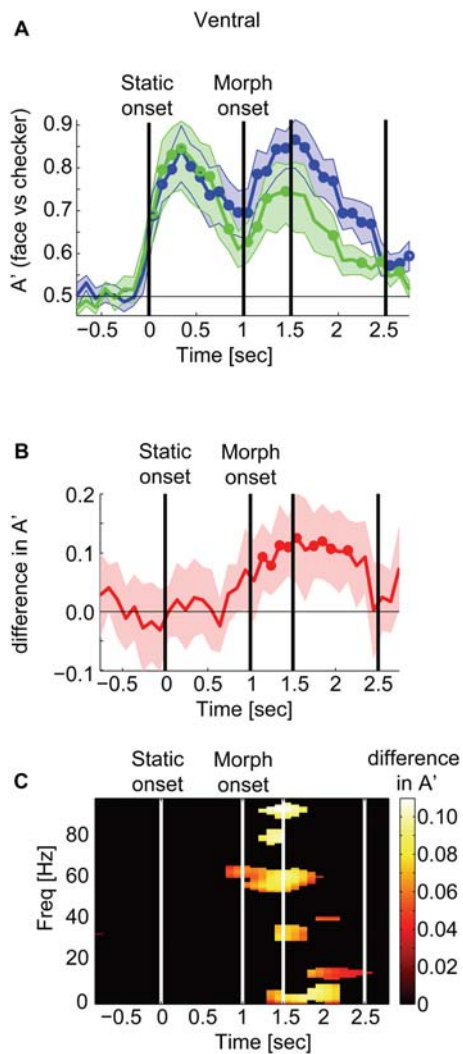 Ventral
A
Static onset
Morph onset
A' (face vs checker)
0.9
0.8
0.7
0.6
0.5
−0.5 0 0.5 1 1.5 2 2.5
Time [sec]
B
Static onset
Morph onset
difference in A'
0.2
0.1
0.0
−0.1
−0.5 0 0.5 1 1.5 2 2.5
Time [sec]
C
Static onset
Morph onset
difference in A'
Freq [Hz]
80
60
40
20
0
−0.5 0 0.5 1 1.5 2 2.5
Time [sec]
0.10
0.08
0.06
0.04
0.02
0